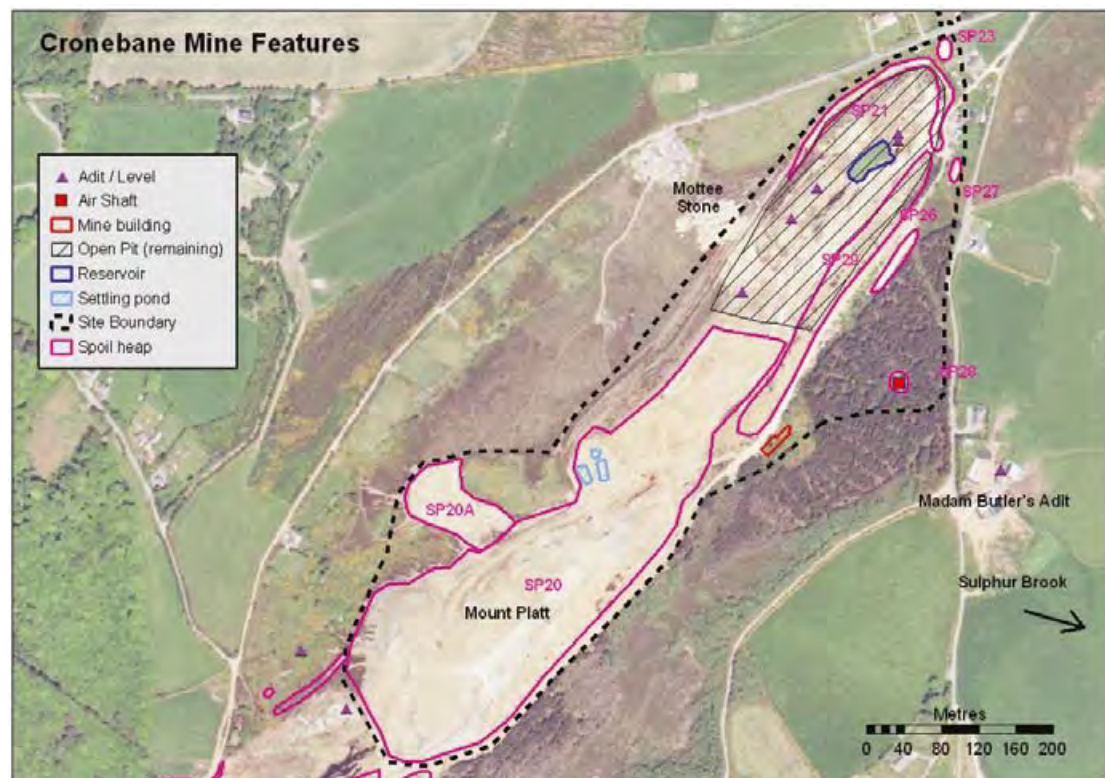 Cronebane Mine Features
Adit / Level
Air Shaft
Mine building
Open Pit (remaining)
Reservoir
Settling pond
Site Boundary
Spoil heap
SP23
SP21
SP27
Mottee
Stone
SP26
SP29
SP28
Madam Butler's Adit
SP20A
Sulphur Brook
SP20
Mount Platt
Metres
0 40 80 120 160 200